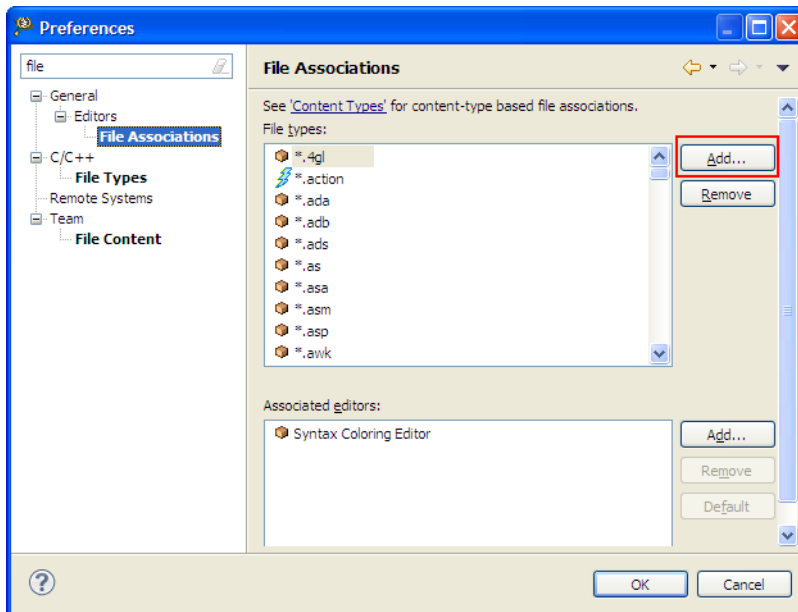 Preferences
file
General
Editors
File Associations
C/C++
File Types
Remote Systems
Team
File Content
File Associations
See 'Content Types' for content-type based file associations.
File types:
*.4gl
*.action
*.ada
*.adb
*.ads
*.as
*.asa
*.asm
*.asp
*.awk
Add...
Remove
Associated editors:
Syntax Coloring Editor
Add...
Remove
Default
OK
Cancel